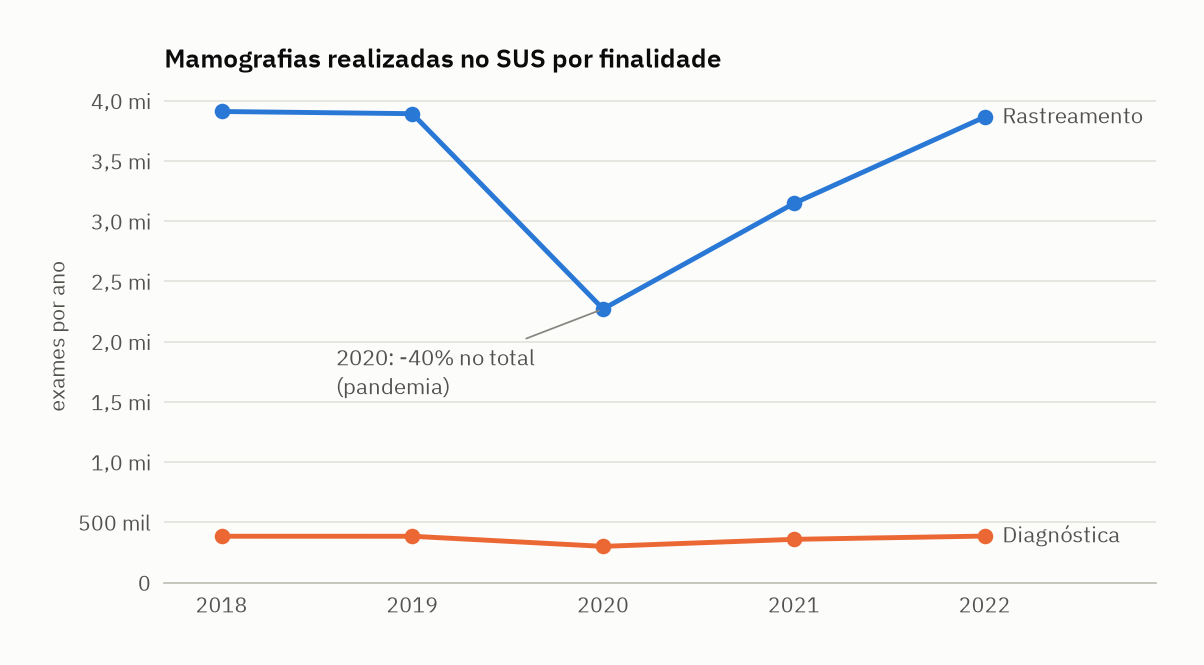 Mamografias realizadas no SUS por finalidade
exames por ano
4,0 mi
3,5 mi
3,0 mi
2,5 mi
2,0 mi
1,5 mi
1,0 mi
500 mil
0
Rastreamento
2020: -40% no total
(pandemia)
Diagnóstica
2018
2019
2020
2021
2022